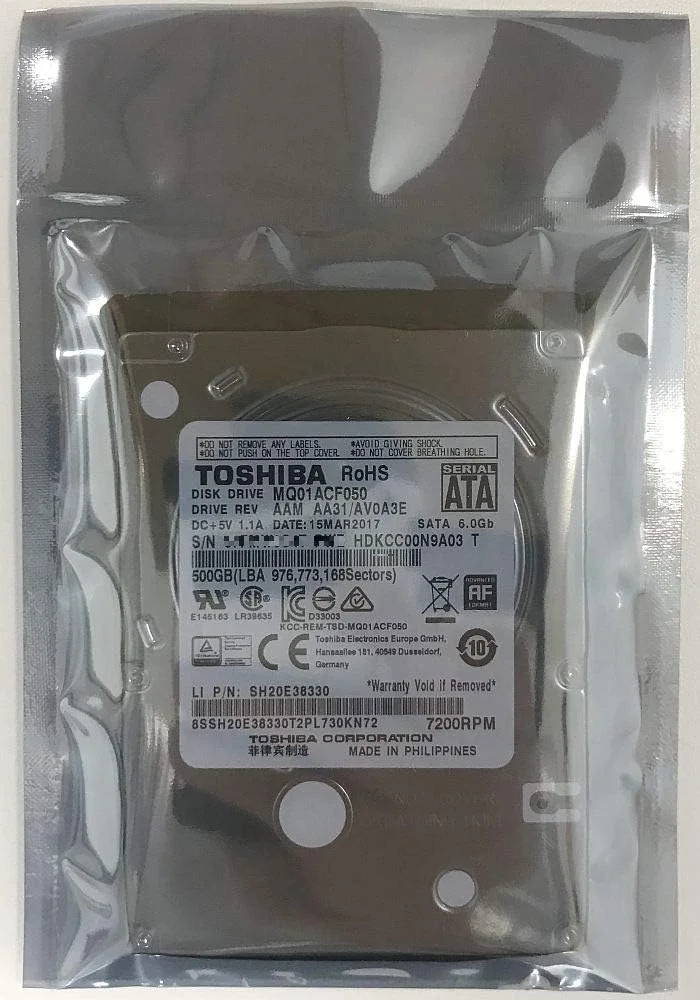 *DO NOT REMOVE ANY LABELS. *AVOID GIVING SHOCK.
*DO NOT PUSH ON THE TOP COVER. *DO NOT COVER BREATHING HOLE.
TOSHIBA RoHS
SERIAL
ATA
DISK DRIVE MQ01ACF050
DRIVE REV AAM AA31/AV0A3E
DC+5V 1.1A DATE:15MAR2017 SATA 6.0Gb
S/N HDKCC00N9A03 T
500GB(LBA 976,773,168Sectors)
ADVANCED
AF
FORMAT
E145163 LR39535 D33003
KCC-REM-TSD-MQ01ACF050
CE
Toshiba Electronics Europe GmbH,
Hansaallee 181, 40549 Dusseldorf,
Germany
10
LI P/N: SH20E38330 *Warranty Void if Removed*
8SSH20E38330T2PL730KN72 7200RPM
TOSHIBA CORPORATION
菲律宾制造 MADE IN PHILIPPINES